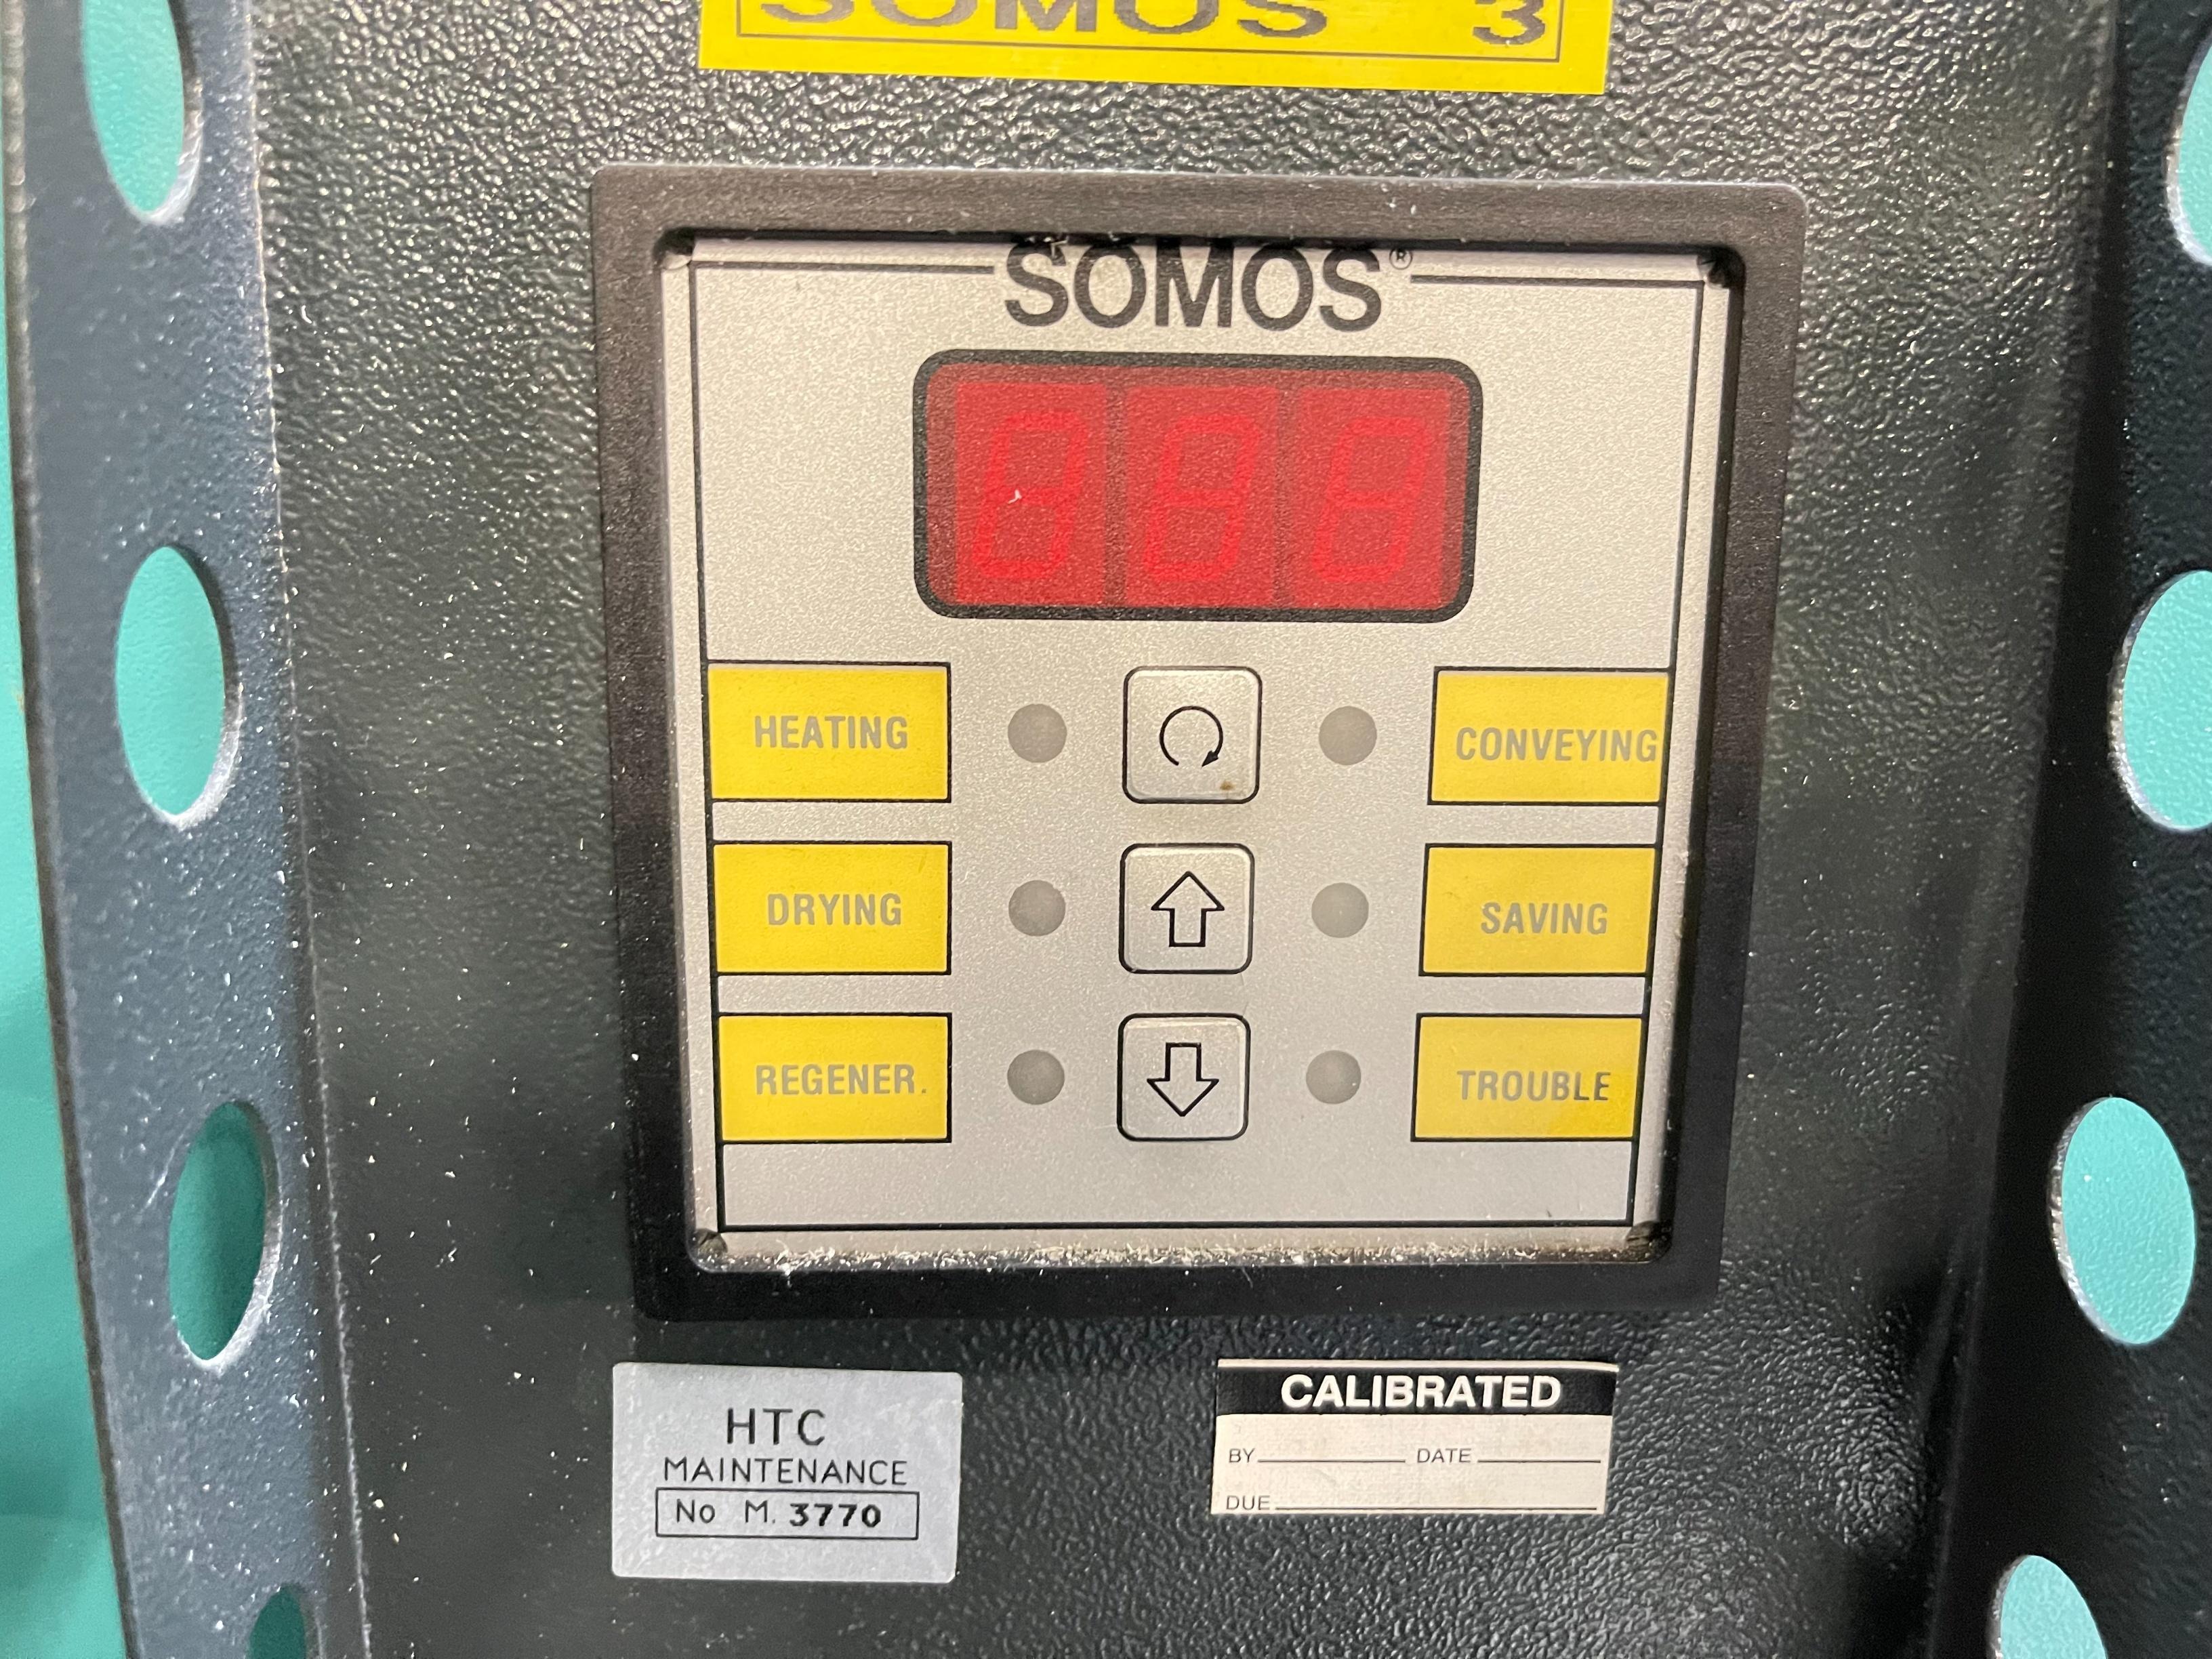 SOMOS 3
SOMOS®
HEATING
CONVEYING
DRYING
SAVING
REGENER.
TROUBLE
HTC
MAINTENANCE
No M. 3770
CALIBRATED
BY DATE
DUE